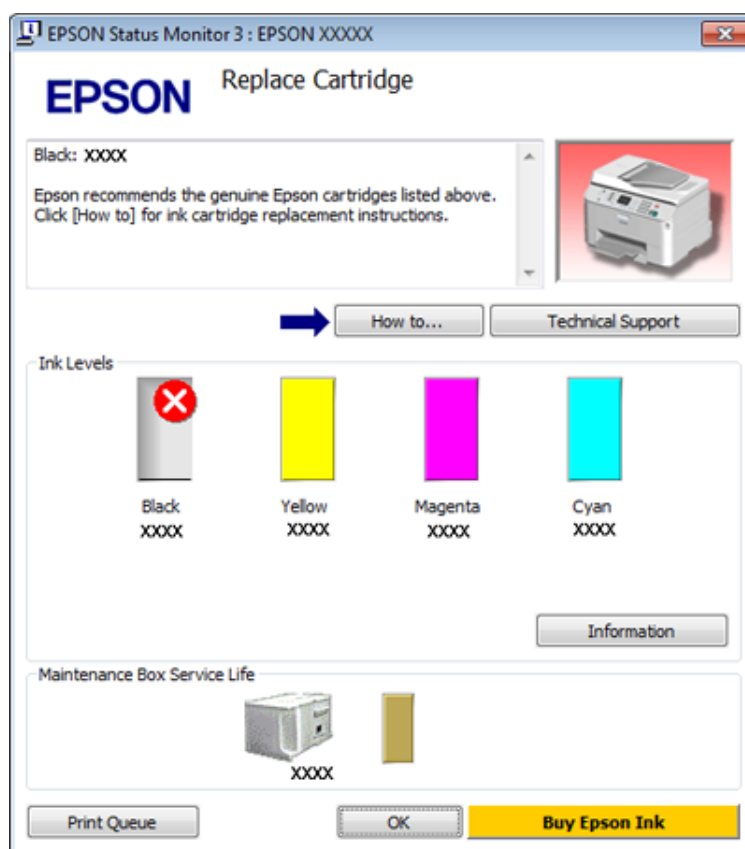 EPSON Status Monitor 3 : EPSON XXXXX
EPSON
Replace Cartridge
Black: XXXX
Epson recommends the genuine Epson cartridges listed above.
Click [How to] for ink cartridge replacement instructions.
How to...
Technical Support
Ink Levels
Black
Yellow
Magenta
Cyan
XXXX
XXXX
XXXX
XXXX
Information
Maintenance Box Service Life
XXXX
Print Queue
OK
Buy Epson Ink